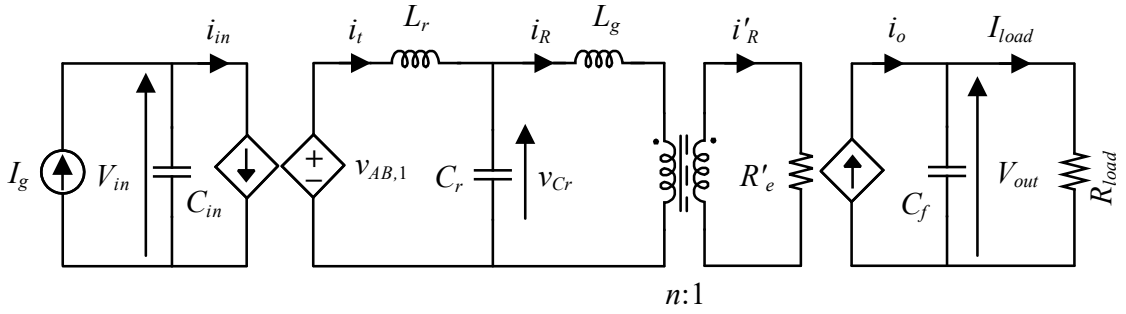 i_in
i_t
L_r
i_R
L_g
i'_R
i_o
I_load
I_g
V_in
C_in
+
−
v_AB,1
C_r
v_Cr
R'_e
C_f
V_out
R_load
n:1